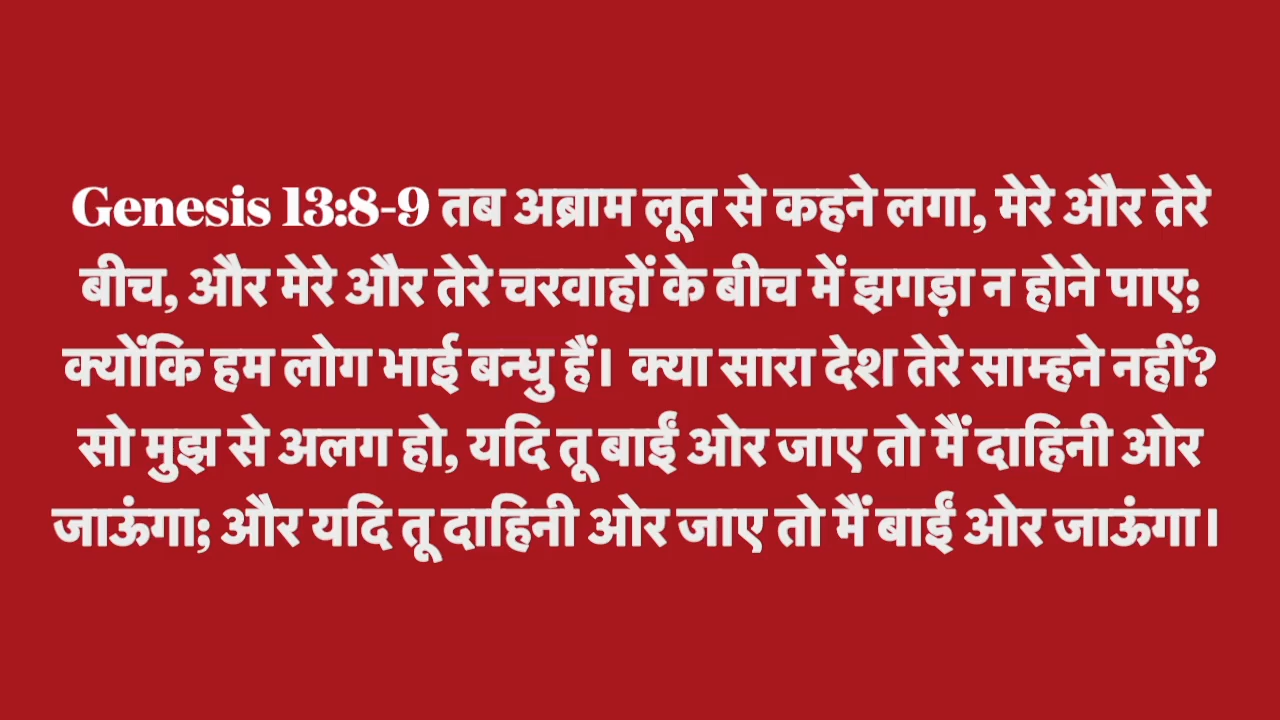 Genesis 13:8-9 तब अब्राम लूत से कहने लगा, मेरे और तेरे
बीच, और मेरे और तेरे चरवाहों के बीच में झगड़ा न होने पाए;
क्योंकि हम लोग भाई बन्धु हैं। क्या सारा देश तेरे साम्हने नहीं?
सो मुझ से अलग हो, यदि तू बाईं ओर जाए तो मैं दाहिनी ओर
जाऊंगा; और यदि तू दाहिनी ओर जाए तो मैं बाईं ओर जाऊंगा।